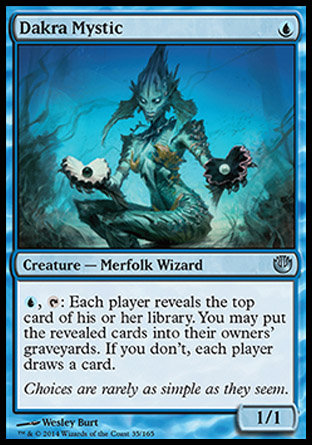 Dakra Mystic
Creature — Merfolk Wizard
: Each player reveals the top
card of his or her library. You may put
the revealed cards into their owners'
graveyards. If you don't, each player
draws a card.
Choices are rarely as simple as they seem.
Wesley Burt
™ & © 2014 Wizards of the Coast 35/165
1/1